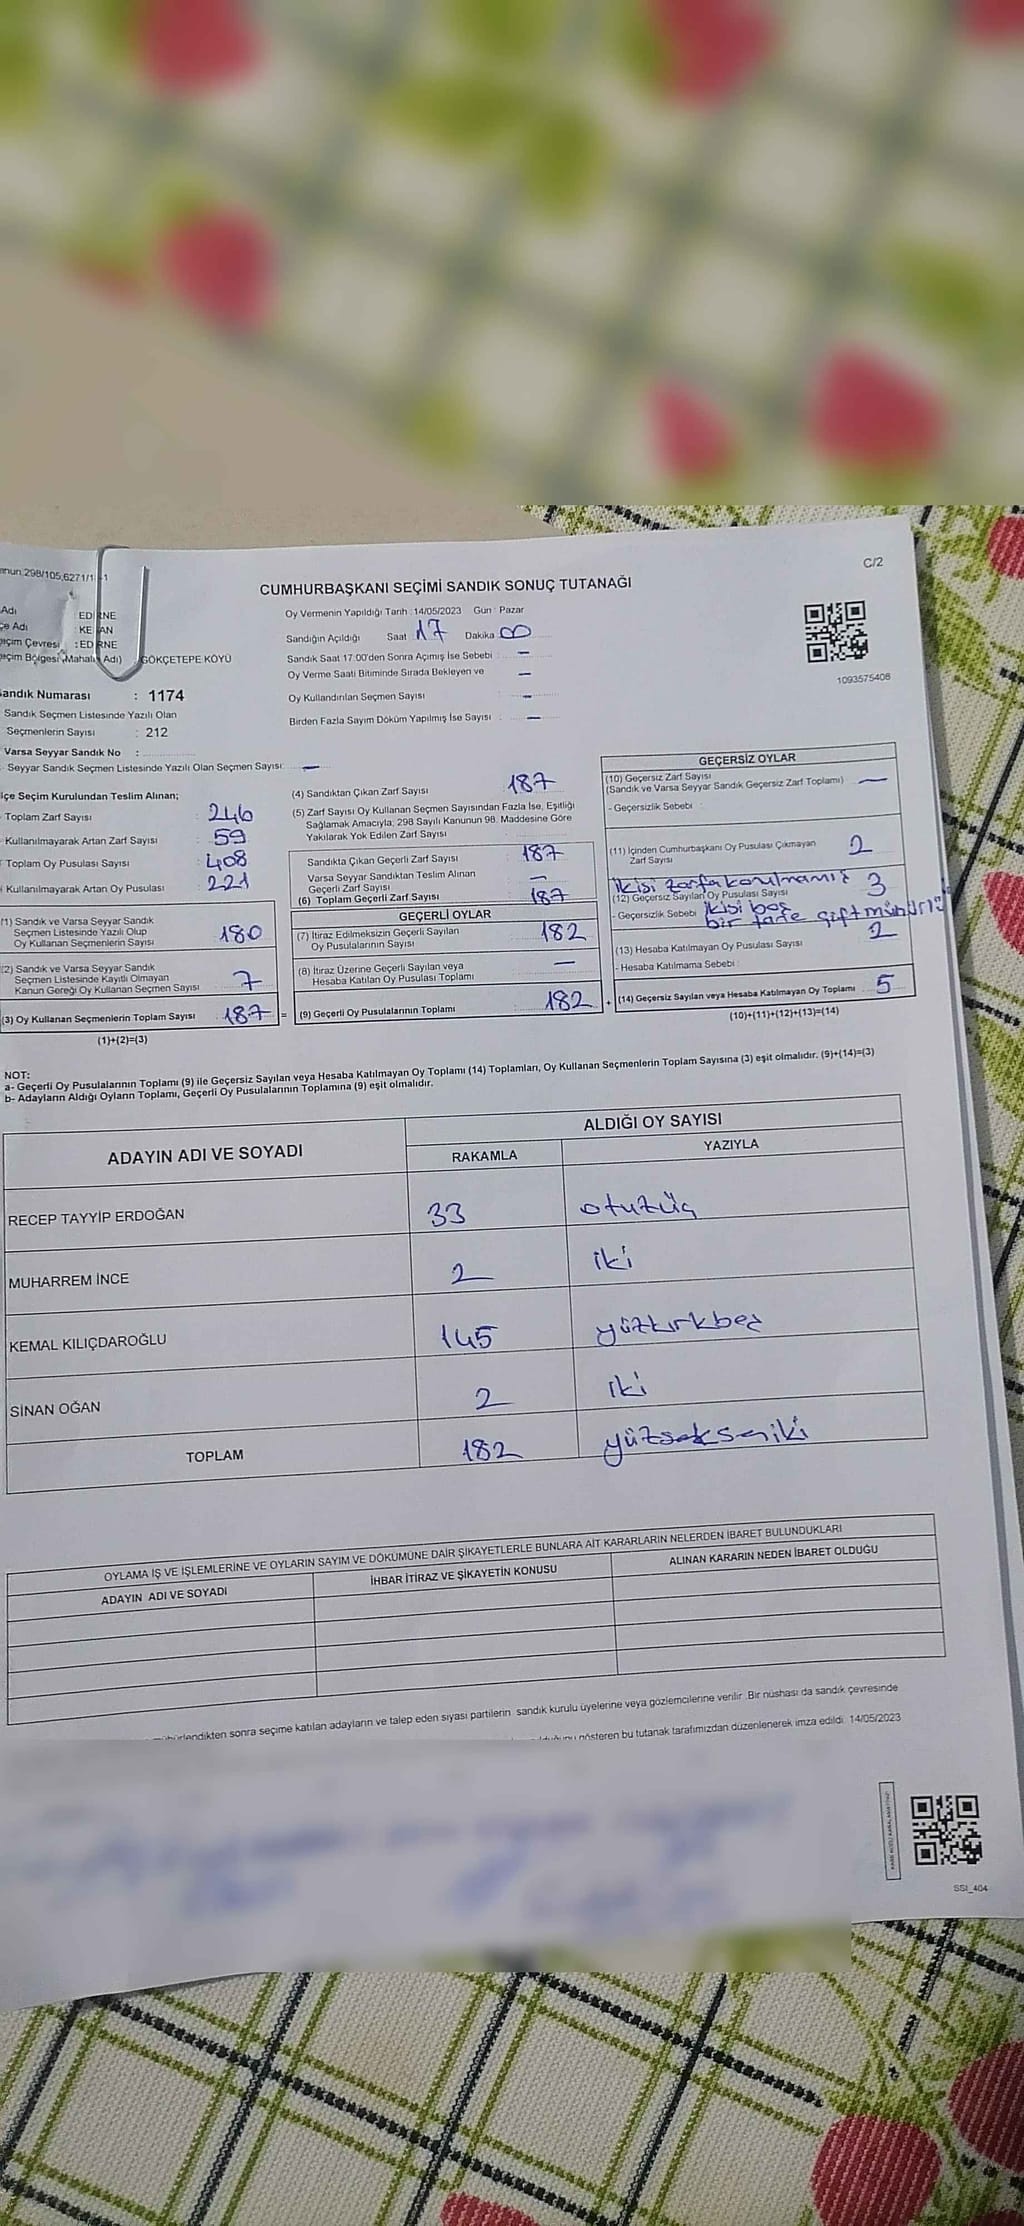 C/2
CUMHURBAŞKANI SEÇİMİ SANDIK SONUÇ TUTANAĞI
Adı EDİRNE
Adı KEŞAN
Çevresi : EDİRNE
Bölgesi (Mahalle Adı) : GÖKÇETEPE KÖYÜ
Sandık Numarası : 1174
Sandık Seçmen Listesinde Yazılı Olan
Seçmenlerin Sayısı : 212
Varsa Seyyar Sandık No :
Seyyar Sandık Seçmen Listesinde Yazılı Olan Seçmen Sayısı: —
Oy Vermenin Yapıldığı Tarih :14/05/2023 Gün : Pazar
Sandığın Açıldığı Saat 17 Dakika 00
Sandık Saat 17:00'den Sonra Açılmış İse Sebebi : —
Oy Verme Saati Bitiminde Sırada Bekleyen ve —
Oy Kullandırılan Seçmen Sayısı : —
Birden Fazla Sayım Döküm Yapılmış İse Sayısı : —
1093575408
İlçe Seçim Kurulundan Teslim Alınan;
Toplam Zarf Sayısı : 246
Kullanılmayarak Artan Zarf Sayısı : 59
Toplam Oy Pusulası Sayısı : 408
Kullanılmayarak Artan Oy Pusulası : 221
(1) Sandık ve Varsa Seyyar Sandık
Seçmen Listesinde Yazılı Olup
Oy Kullanan Seçmenlerin Sayısı : 180
(2) Sandık ve Varsa Seyyar Sandık
Seçmen Listesinde Kayıtlı Olmayan
Kanun Gereği Oy Kullanan Seçmen Sayısı : 7
(3) Oy Kullanan Seçmenlerin Toplam Sayısı : 187
(1)+(2)=(3)
(4) Sandıktan Çıkan Zarf Sayısı : 187
(5) Zarf Sayısı Oy Kullanan Seçmen Sayısından Fazla İse, Eşitliği
Sağlamak Amacıyla; 298 Sayılı Kanunun 98. Maddesine Göre
Yakılarak Yok Edilen Zarf Sayısı :
Sandıkta Çıkan Geçerli Zarf Sayısı : 187
Varsa Seyyar Sandıktan Teslim Alınan
Geçerli Zarf Sayısı : —
(6) Toplam Geçerli Zarf Sayısı : 187
GEÇERLİ OYLAR
(7) İtiraz Edilmeksizin Geçerli Sayılan
Oy Pusulalarının Sayısı : 182
(8) İtiraz Üzerine Geçerli Sayılan veya
Hesaba Katılan Oy Pusulası Toplamı : —
= (9) Geçerli Oy Pusulalarının Toplamı : 182 +
GEÇERSİZ OYLAR
(10) Geçersiz Zarf Sayısı
(Sandık ve Varsa Seyyar Sandık Geçersiz Zarf Toplamı) : —
- Geçersizlik Sebebi :
(11) İçinden Cumhurbaşkanı Oy Pusulası Çıkmayan
Zarf Sayısı : 2
ikisi zarfa konulmamış
(12) Geçersiz Sayılan Oy Pusulası Sayısı : 3
- Geçersizlik Sebebi ikisi boş
bir tane çift mühürlü
(13) Hesaba Katılmayan Oy Pusulası Sayısı : 2
- Hesaba Katılmama Sebebi :
(14) Geçersiz Sayılan veya Hesaba Katılmayan Oy Toplamı : 5
(10)+(11)+(12)+(13)=(14)
NOT:
a- Geçerli Oy Pusulalarının Toplamı (9) ile Geçersiz Sayılan veya Hesaba Katılmayan Oy Toplamı (14) Toplamları, Oy Kullanan Seçmenlerin Toplam Sayısına (3) eşit olmalıdır. (9)+(14)=(3)
b- Adayların Aldığı Oyların Toplamı, Geçerli Oy Pusulalarının Toplamına (9) eşit olmalıdır.
ADAYIN ADI VE SOYADI ALDIĞI OY SAYISI
RAKAMLA YAZIYLA
RECEP TAYYİP ERDOĞAN 33 otuzüç
MUHARREM İNCE 2 iki
KEMAL KILIÇDAROĞLU 145 yüzkırkbeş
SİNAN OĞAN 2 iki
TOPLAM 182 yüzsekseniki
OYLAMA İŞ VE İŞLEMLERİNE VE OYLARIN SAYIM VE DÖKÜMÜNE DAİR ŞİKAYETLERLE BUNLARA AİT KARARLARIN NELERDEN İBARET BULUNDUKLARI
ADAYIN ADI VE SOYADI İHBAR İTİRAZ VE ŞİKAYETİN KONUSU ALINAN KARARIN NEDEN İBARET OLDUĞU
sonra seçime katılan adayların ve talep eden siyasi partilerin sandık kurulu üyelerine veya gözlemcilerine verilir .Bir nüshası da sandık çevresinde
gösteren bu tutanak tarafımızdan düzenlenerek imza edildi. 14/05/2023
SSI_404